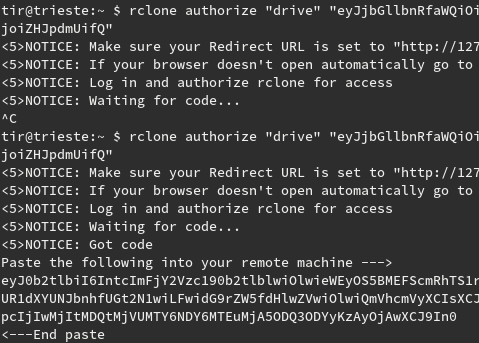 tir@trieste:~ $ rclone authorize "drive" "eyJjbGllbnRfaWQiOi
joiZHJpdmUifQ"
<5>NOTICE: Make sure your Redirect URL is set to "http://127
<5>NOTICE: If your browser doesn't open automatically go to
<5>NOTICE: Log in and authorize rclone for access
<5>NOTICE: Waiting for code...
^C
tir@trieste:~ $ rclone authorize "drive" "eyJjbGllbnRfaWQiOi
joiZHJpdmUifQ"
<5>NOTICE: Make sure your Redirect URL is set to "http://127
<5>NOTICE: If your browser doesn't open automatically go to
<5>NOTICE: Log in and authorize rclone for access
<5>NOTICE: Waiting for code...
<5>NOTICE: Got code
Paste the following into your remote machine --->
eyJ0b2tlbiI6IntcImFjY2Vzc190b2tlblwiOlwieWEyOS5BMEFScmRhTS1r
UR1dXYUNJbnhfUGt2N1wiLFwidG9rZW5fdHlwZVwiOlwiQmVhcmVyXCIsXCJ
pcIjIwMjItMDQtMjVUMTY6NDY6MTEuMjA5ODQ3ODYyKzAyOjAwXCJ9In0
<---End paste